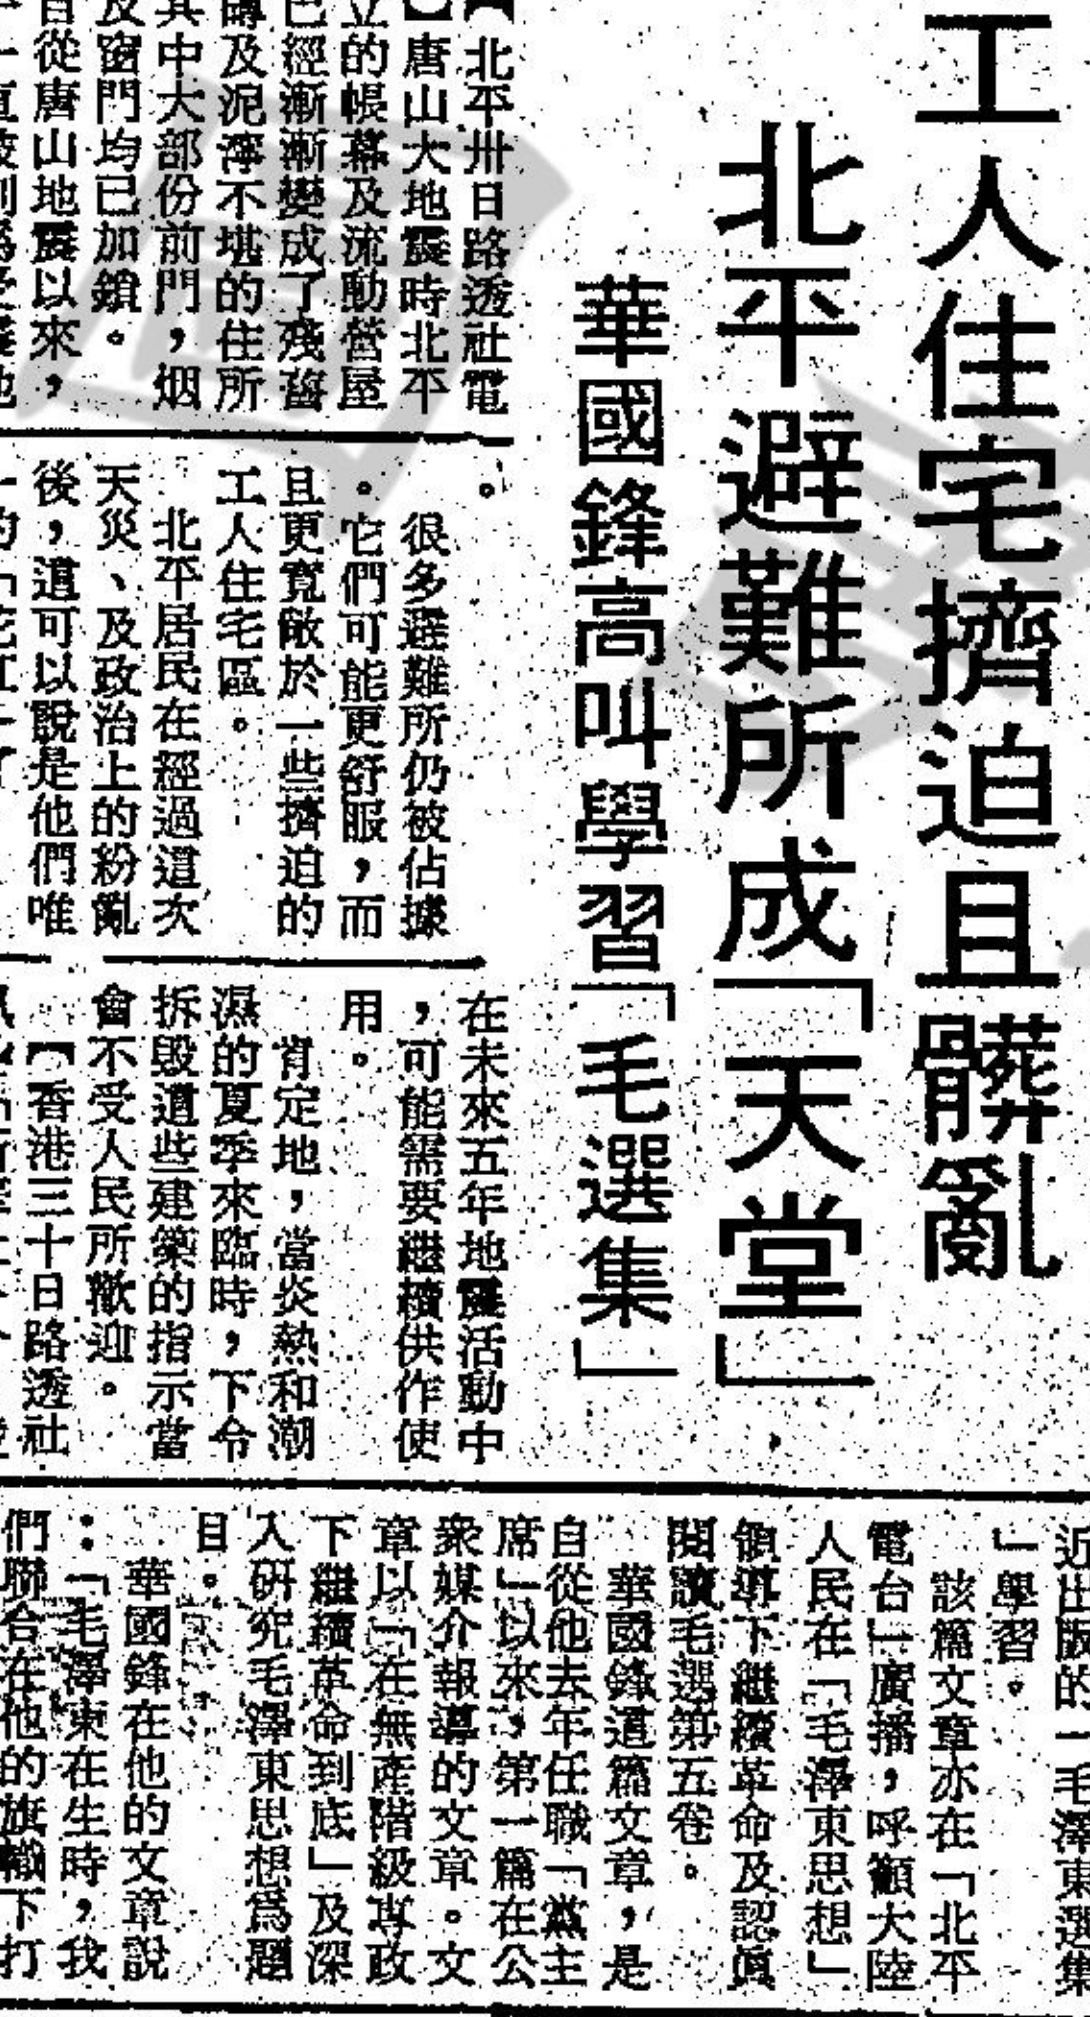 工人住宅擠迫且髒亂
北平避難所成「天堂」
華國鋒高叫學習「毛選集」
【北平卅日路透社電
】唐山大地震時北平
立的帳幕及流動營屋
已經漸漸變成了殘舊
磚及泥濘不堪的住所
其中大部份前門,烟
及窗門均已加鎖。
自從唐山地震以來,
。
很多避難所仍被佔據
。它們可能更舒服,而
且更寬敞於一些擠迫的
工人住宅區。
北平居民在經過這次
天災、及政治上的紛亂
後,這可以說是他們唯
在未來五年地震活動中
,可能需要繼續供作使
用。
肯定地,當炎熱和潮
濕的夏季來臨時,下令
拆毀這些建築的指示當
會不受人民所歡迎。
【香港三十日路透社
近出版的「毛澤東選集
」學習。
該篇文章亦在「北平
電台」廣播,呼籲大陸
人民在「毛澤東思想」
領導下繼續革命及認眞
閱讀毛選第五卷。
華國鋒這篇文章,是
自從他去年任職「黨主
席」以來,第一篇在公
衆媒介報導的文章。文
章以「在無產階級專政
下繼續革命到底」及深
入研究毛澤東思想爲題
目。
華國鋒在他的文章說
:「毛澤東在生時,我
們聯合在他的旗幟下打